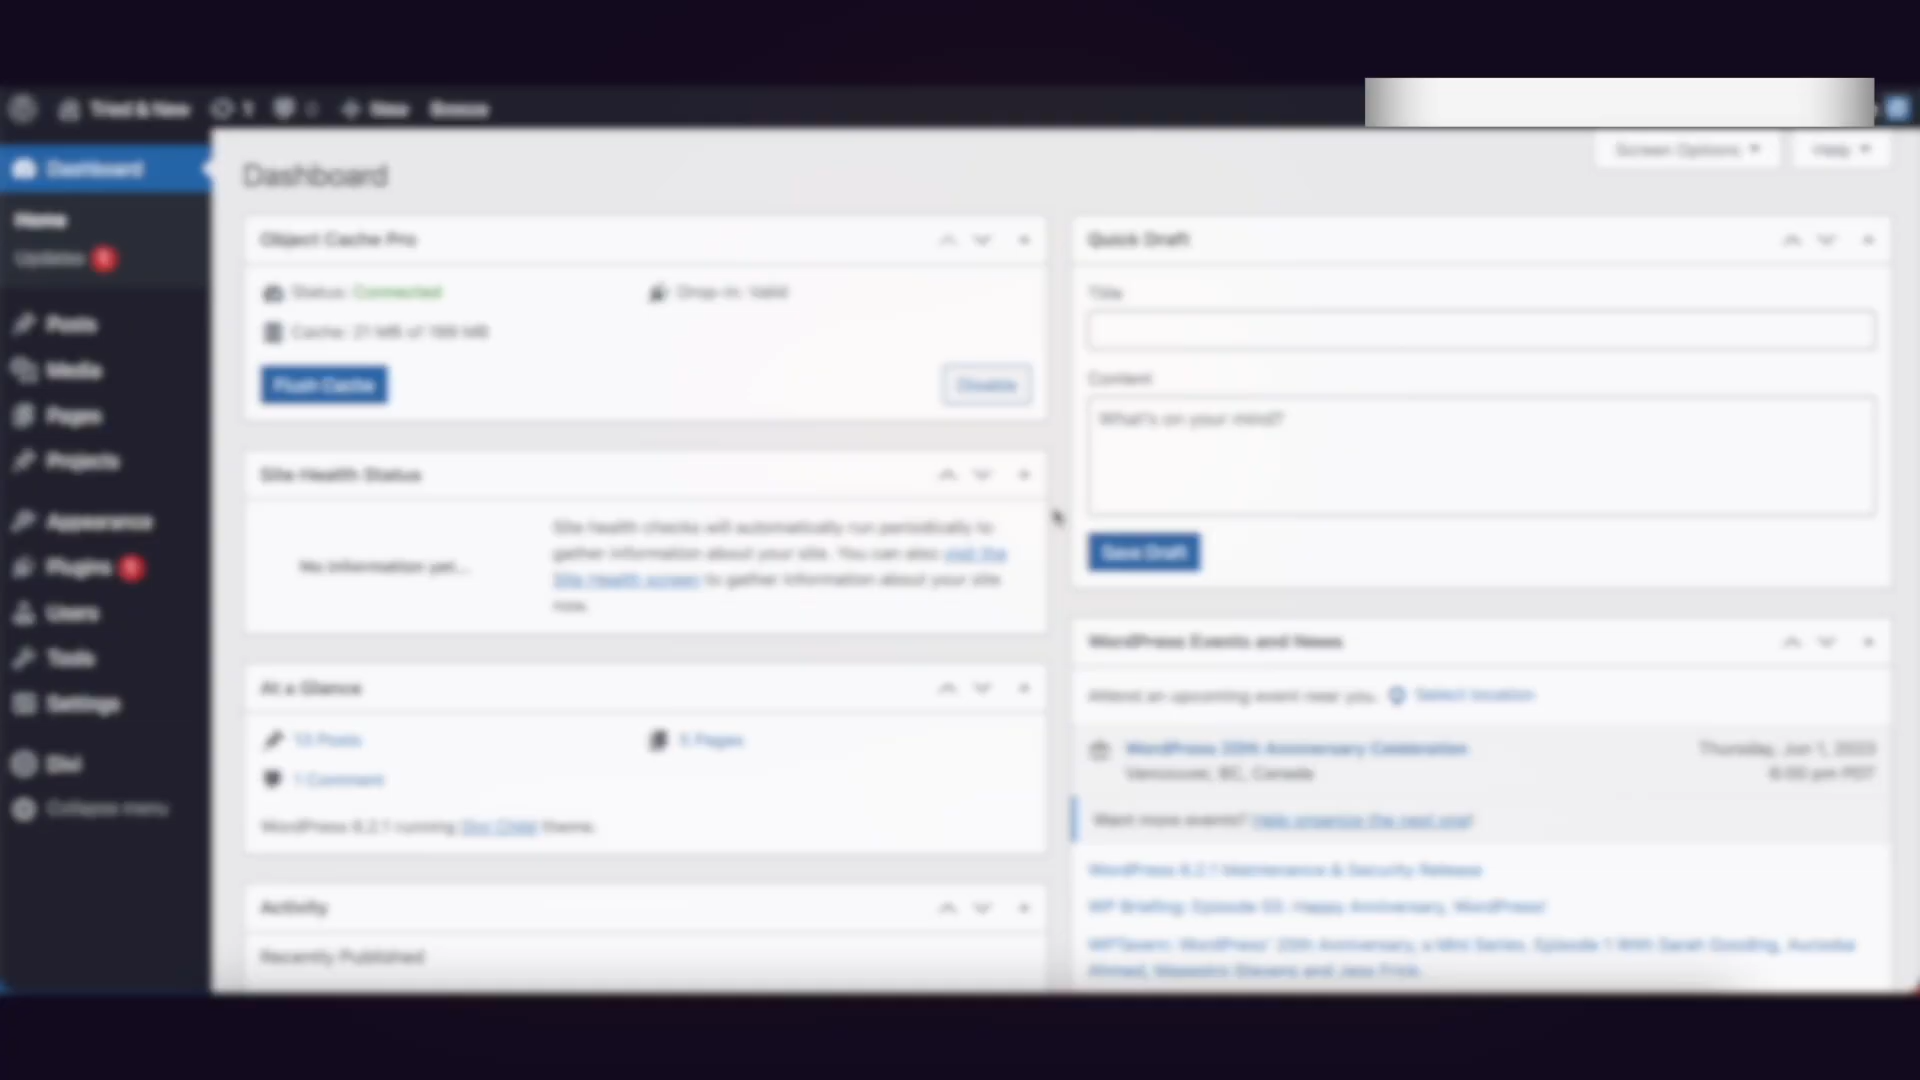 Tried & New 1 0 New Breeze
Screen Options Help
Dashboard
Dashboard
Home
Updates
Posts
Media
Pages
Projects
Appearance
Plugins
Users
Tools
Settings
Divi
Collapse menu
Object Cache Pro
Status: Connected
Drop-in: Valid
Cache: 21 MB of
Flush Cache
Disable
Site Health Status
No information yet...
Site health checks will automatically run periodically to
gather information about your site. You can also visit the
Site Health screen to gather information about your site
now.
At a Glance
13 Posts
5 Pages
1 Comment
WordPress 6.2.1 running Divi Child theme.
Activity
Recently Published
Quick Draft
Title
Content
What's on your mind?
Save Draft
WordPress Events and News
Attend an upcoming event near you. Select location
WordPress 20th Anniversary Celebration
Vancouver, BC, Canada
Thursday, Jun 1, 2023
6:00 pm PDT
Want more events? Help organize the next one!
WordPress 6.2.1 Maintenance & Security Release
WP Briefing: Episode Happy Anniversary, WordPress!
WPTavern: WordPress' 20th Anniversary, a Mini Series. Episode 1 With Sarah Gooding,
Ahmed, Stevens and Jess Frick.